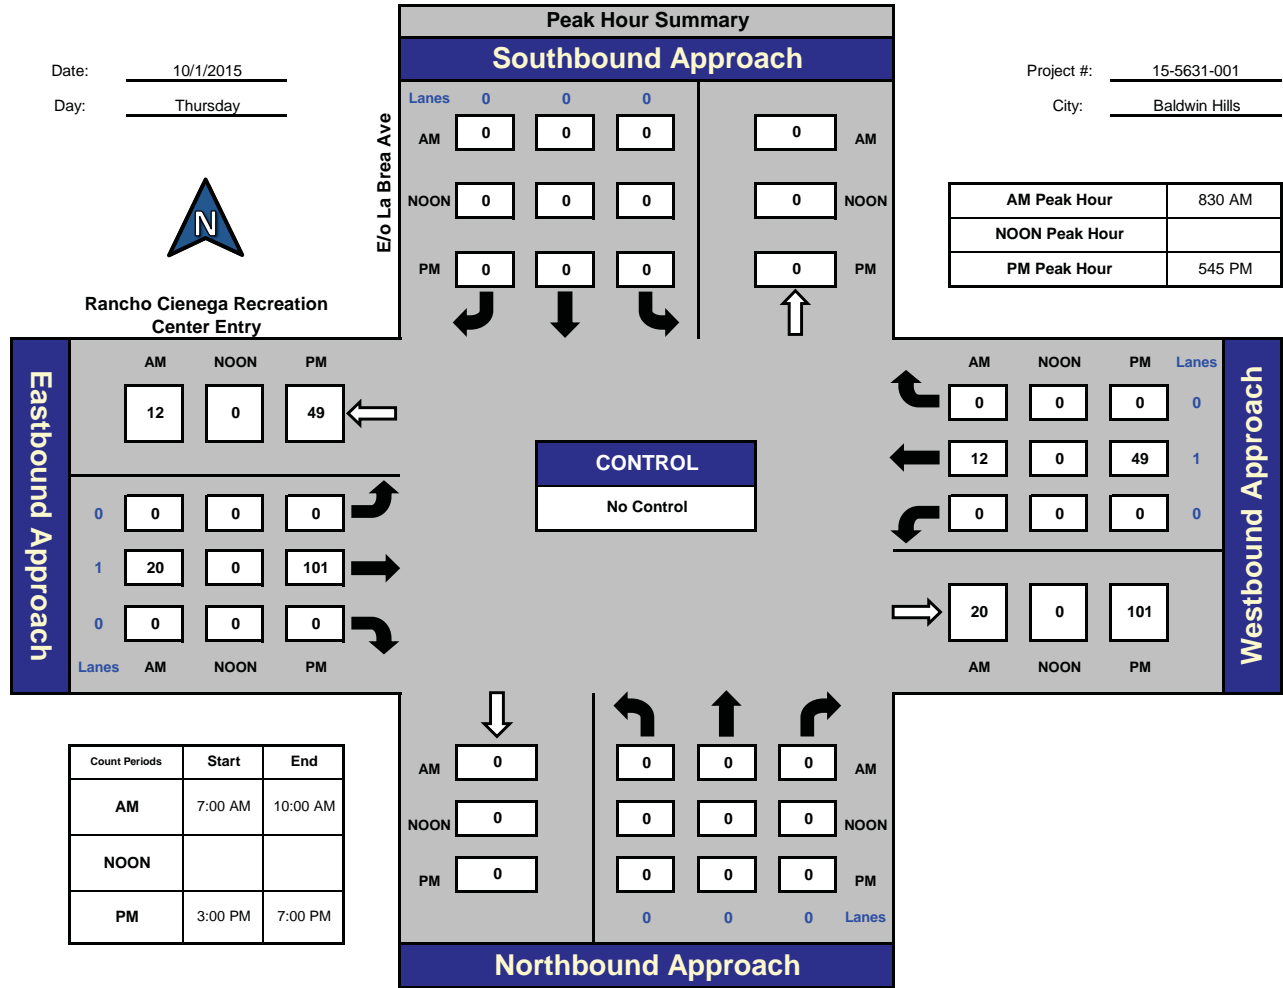 Peak Hour Summary
Southbound Approach
Date: 10/1/2015
Day: Thursday
Project #: 15-5631-001
City: Baldwin Hills
N
E/o La Brea Ave
Lanes 0 0 0
AM 0 0 0 0 AM
NOON 0 0 0 0 NOON
PM 0 0 0 0 PM
AM Peak Hour 830 AM
NOON Peak Hour
PM Peak Hour 545 PM
Rancho Cienega Recreation
Center Entry
Eastbound Approach
AM NOON PM
12 0 49
0 0 0 0
1 20 0 101
0 0 0 0
Lanes AM NOON PM
CONTROL
No Control
AM NOON PM Lanes
0 0 0 0
12 0 49 1
0 0 0 0
20 0 101
AM NOON PM
Westbound Approach
Count Periods Start End
AM 7:00 AM 10:00 AM
NOON
PM 3:00 PM 7:00 PM
AM 0 0 0 0 AM
NOON 0 0 0 0 NOON
PM 0 0 0 0 PM
0 0 0 Lanes
Northbound Approach